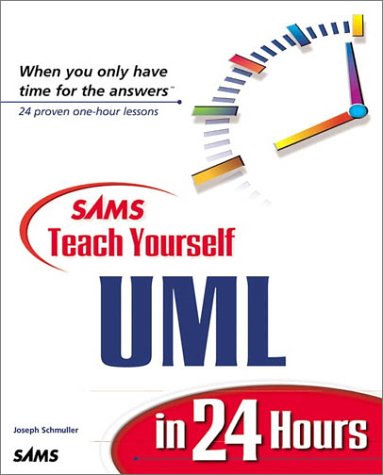 When you only have
time for the answers™
24 proven one-hour lessons
SAMS
Teach Yourself
UML
Joseph Schmuller
in 24 Hours
SAMS